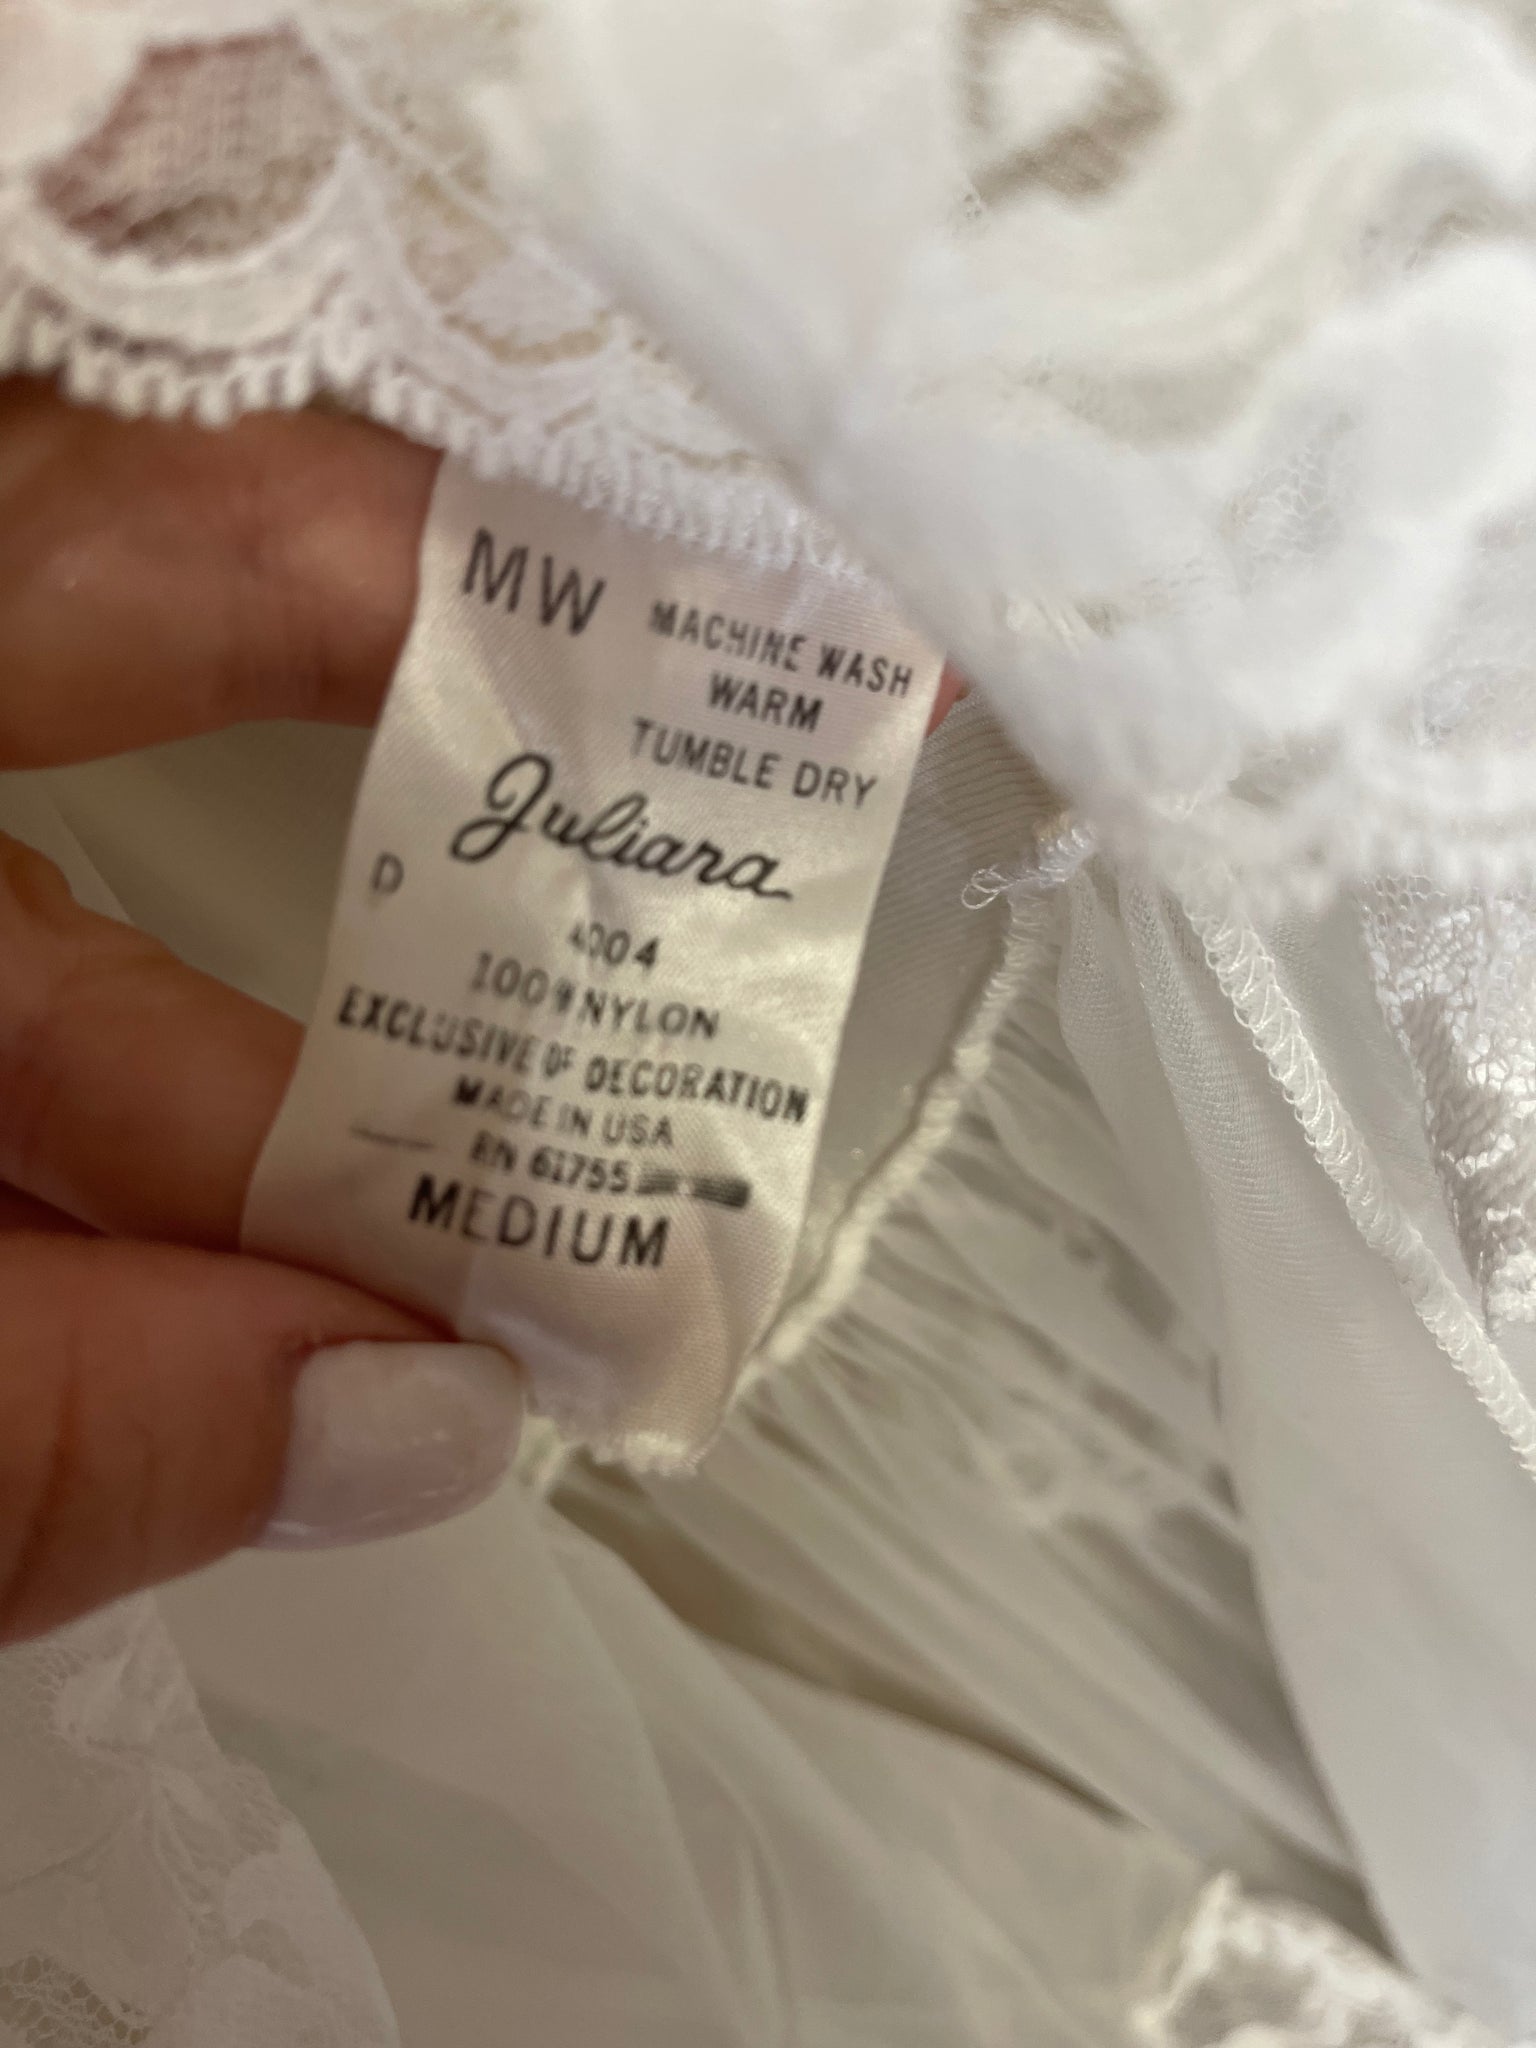 MW
MACHINE WASH
WARM
TUMBLE DRY
Juliara
D
4004
100% NYLON
EXCLUSIVE OF DECORATION
MADE IN USA
RN 61755
MEDIUM